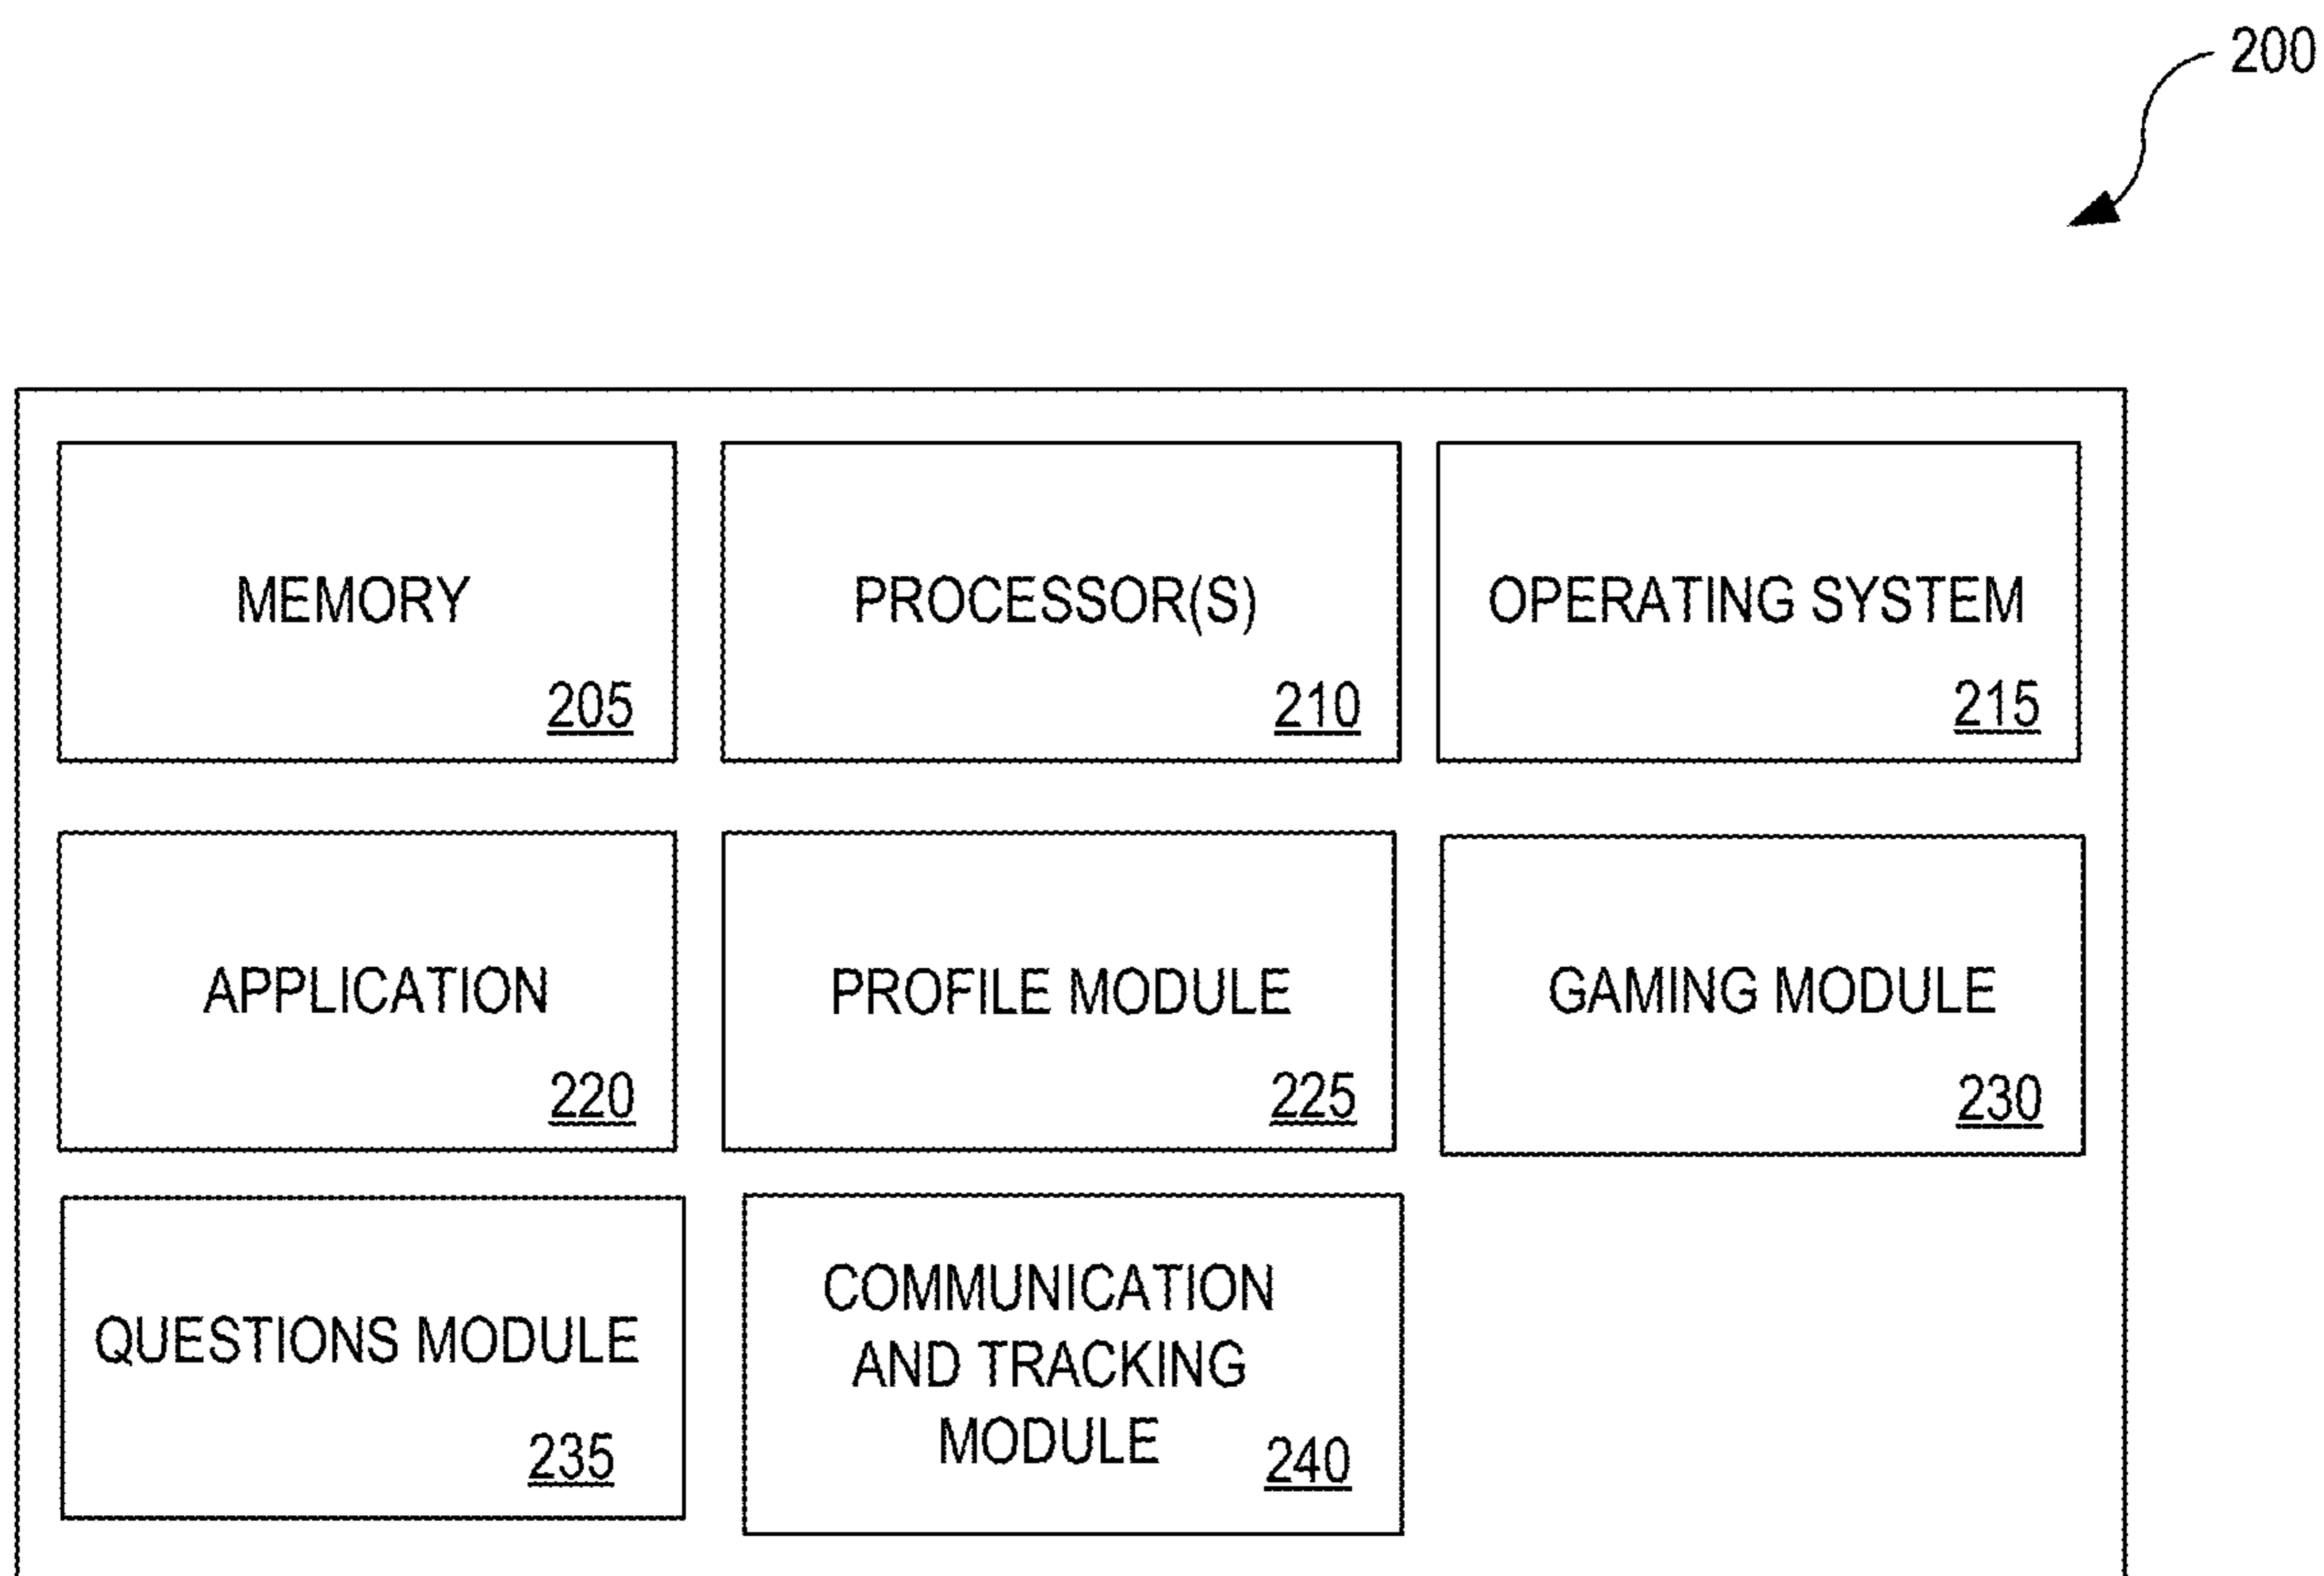 200
MEMORY
205
PROCESSOR(S)
210
OPERATING SYSTEM
215
APPLICATION
220
PROFILE MODULE
225
GAMING MODULE
230
QUESTIONS MODULE
235
COMMUNICATION
AND TRACKING
MODULE
240